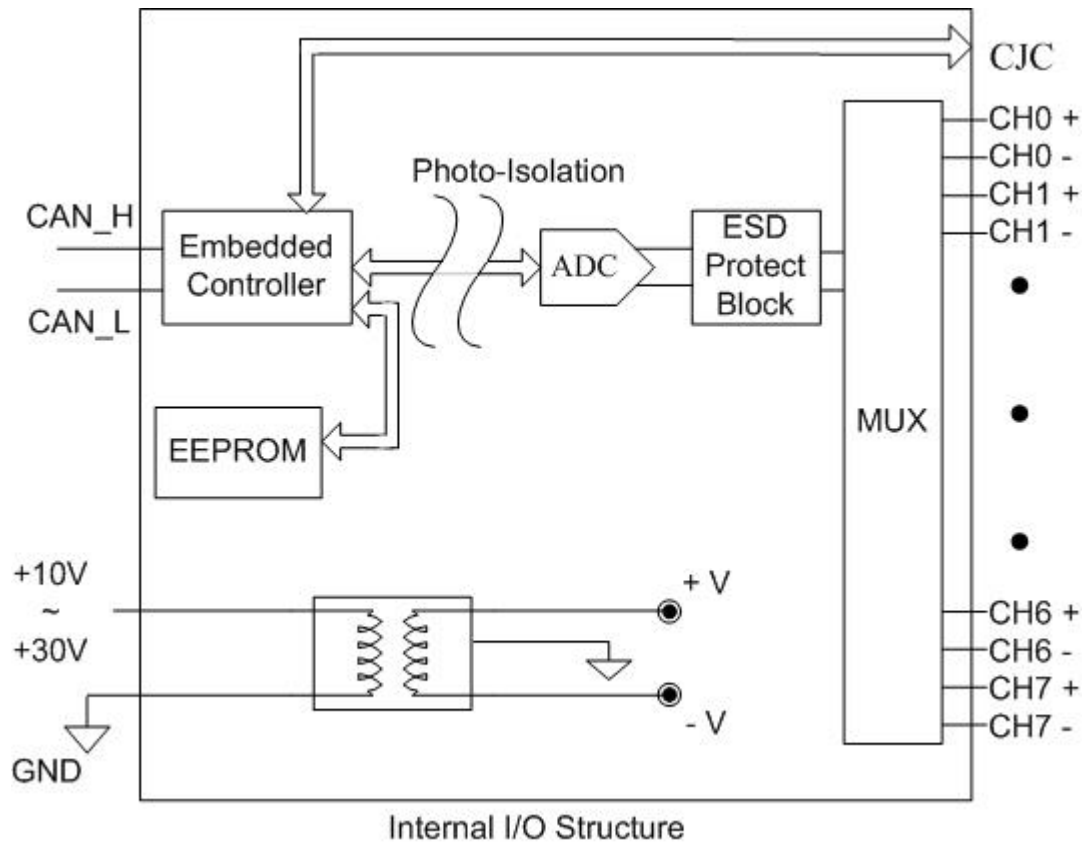 CJC
CH0 +
CH0 -
CH1 +
CH1 -
Photo-Isolation
CAN_H
CAN_L
Embedded
Controller
ADC
ESD
Protect
Block
MUX
EEPROM
+10V
~
+30V
GND
+ V
- V
CH6 +
CH6 -
CH7 +
CH7 -
Internal I/O Structure